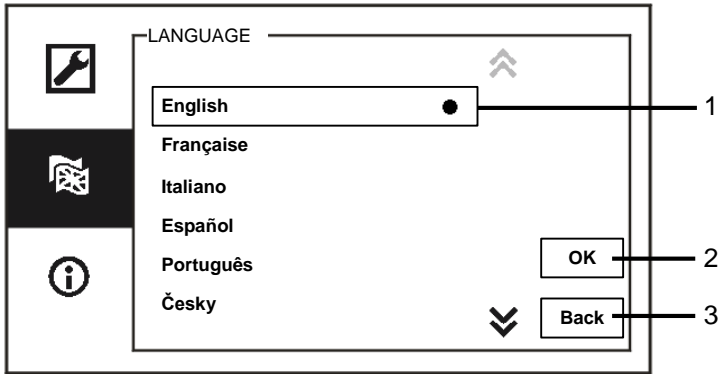 LANGUAGE
English
1
Française
Italiano
Español
OK
2
Português
Česky
Back
3